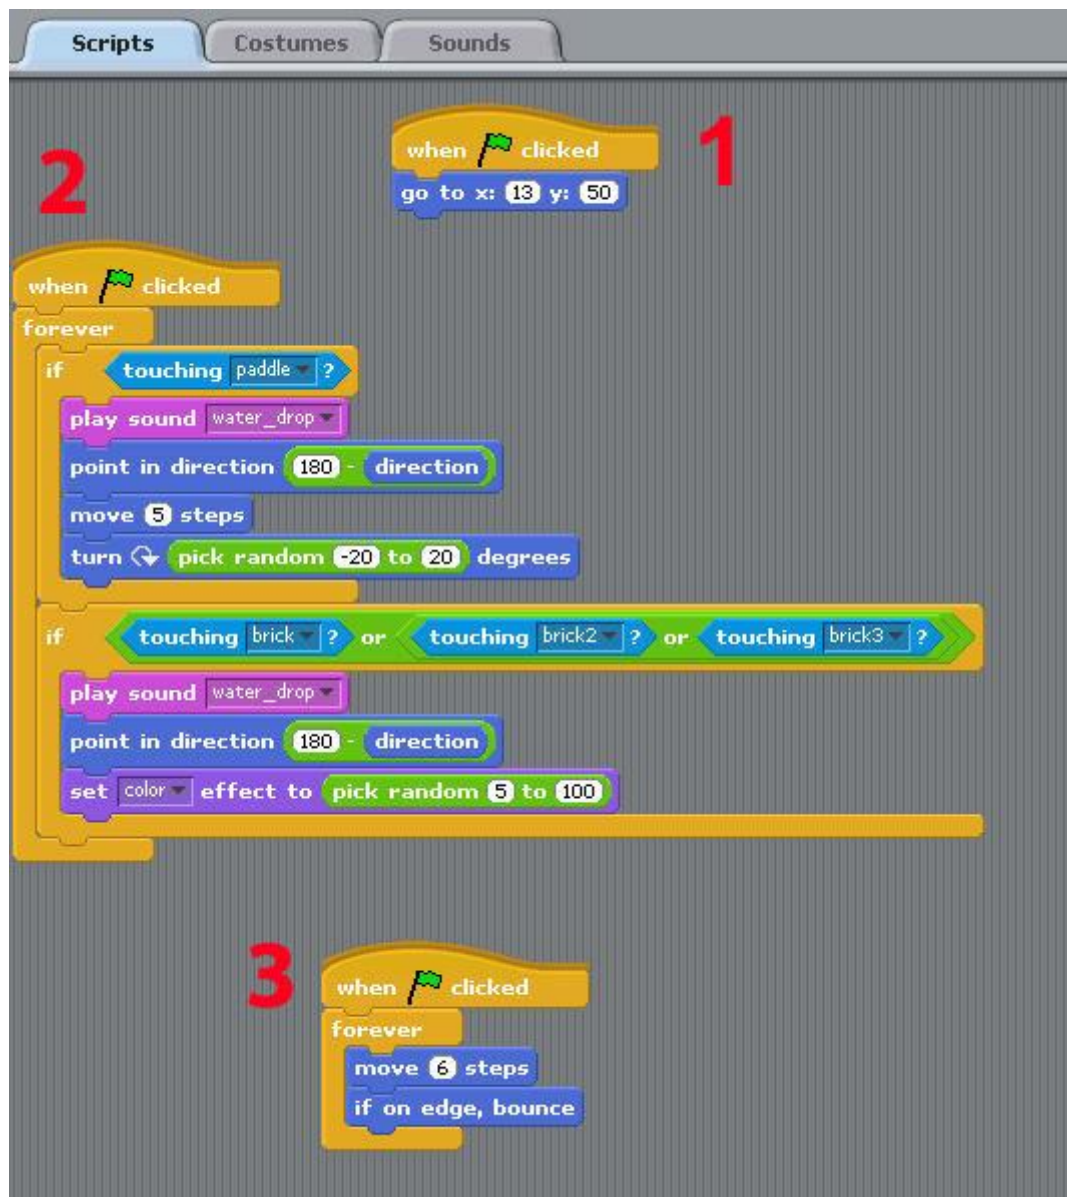 Scripts Costumes Sounds
1
when clicked
go to x: 13 y: 50
2
when clicked
forever
if touching paddle ?
play sound water_drop
point in direction 180 - direction
move 5 steps
turn pick random -20 to 20 degrees
if touching brick ? or touching brick2 ? or touching brick3 ?
play sound water_drop
point in direction 180 - direction
set color effect to pick random 5 to 100
3
when clicked
forever
move 6 steps
if on edge, bounce